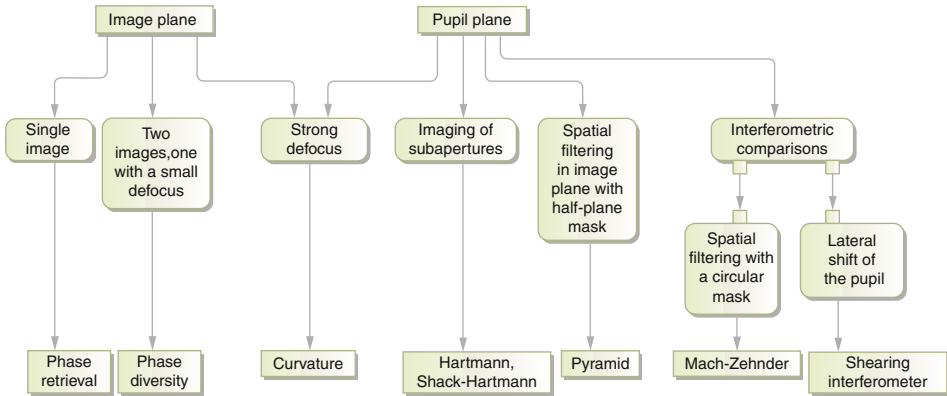 Image plane
Pupil plane
Single
image
Two
images,one
with a small
defocus
Strong
defocus
Imaging of
subapertures
Spatial
filtering
in image
plane with
half-plane
mask
Interferometric
comparisons
Spatial
filtering with
a circular
mask
Lateral
shift of
the pupil
Phase
retrieval
Phase
diversity
Curvature
Hartmann,
Shack-Hartmann
Pyramid
Mach-Zehnder
Shearing
interferometer